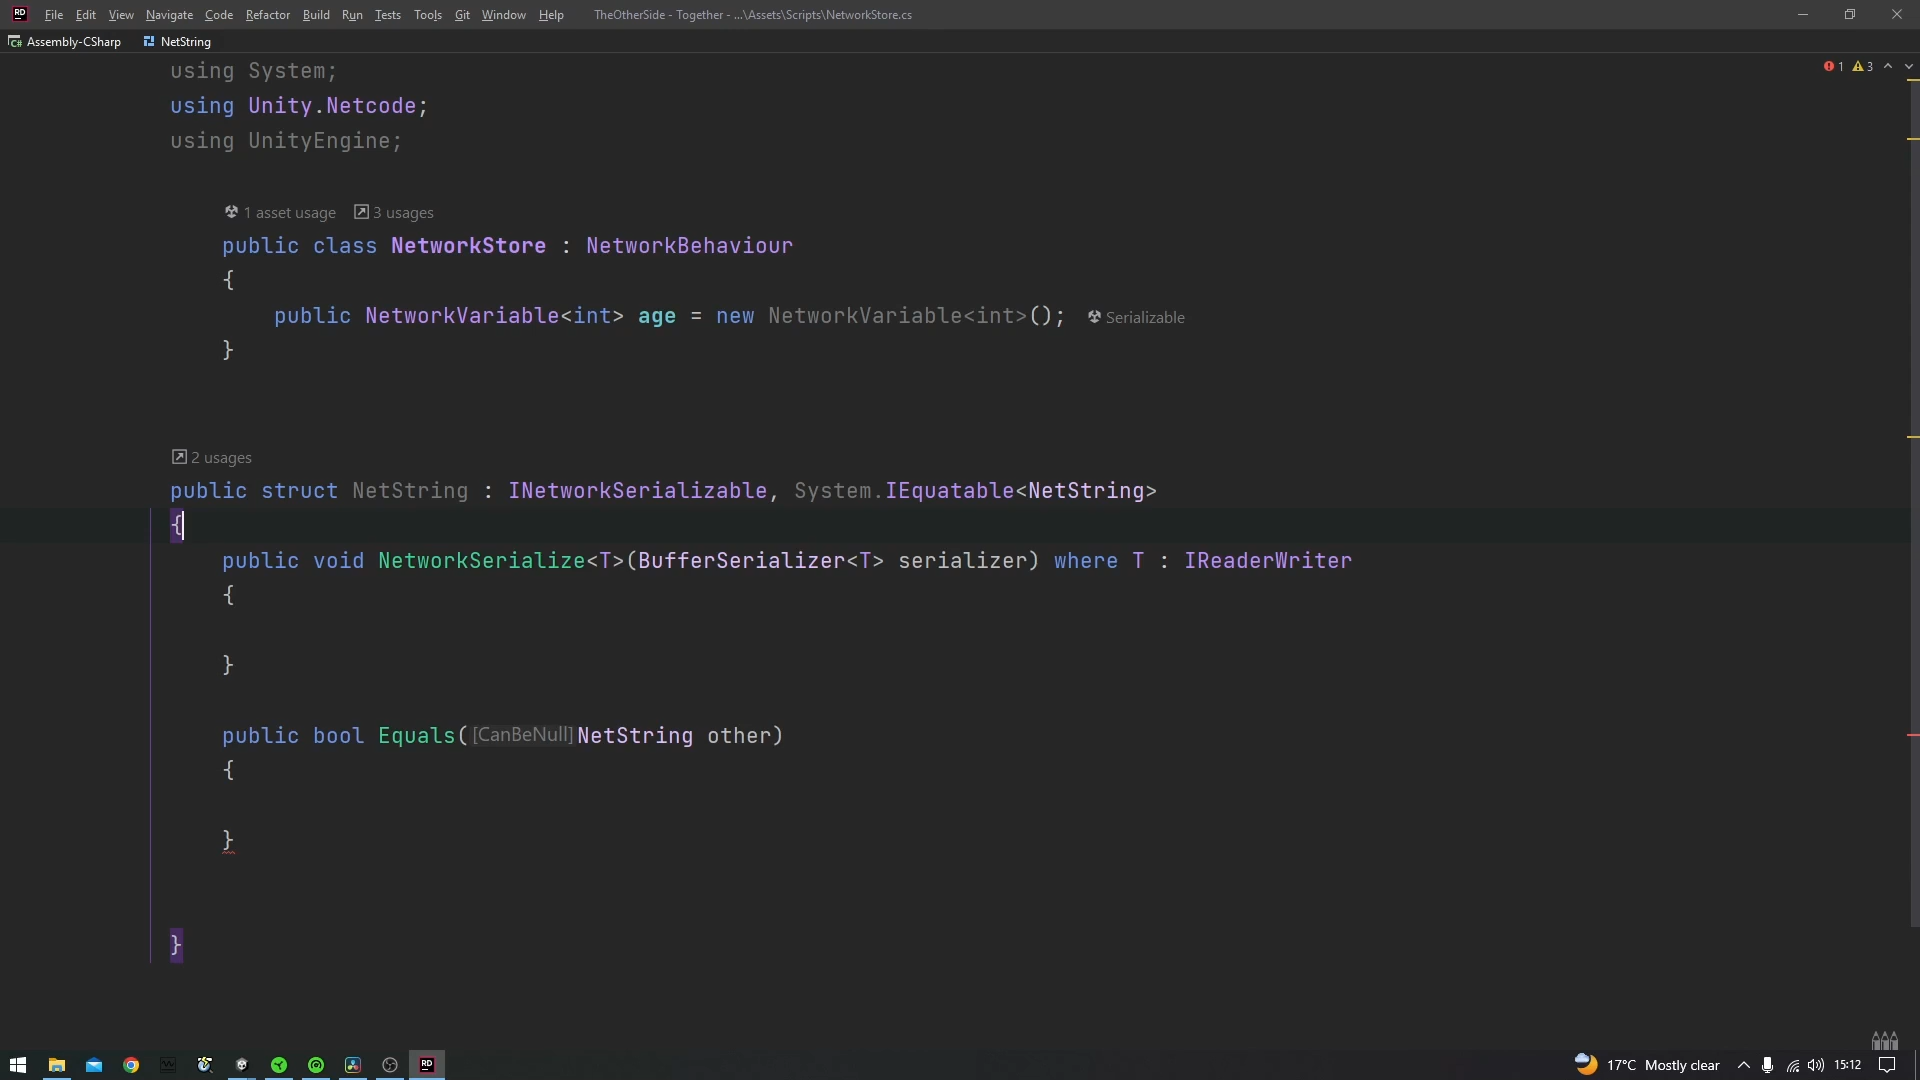 File Edit View Navigate Code Refactor Build Run Tests Tools Git Window Help TheOtherSide - Together - ...\Assets\Scripts\NetworkStore.cs
Assembly-CSharp NetString
using System;
1 3
using Unity.Netcode;
using UnityEngine;
1 asset usage 3 usages
public class NetworkStore : NetworkBehaviour
{
public NetworkVariable<int> age = new NetworkVariable<int>(); Serializable
}
2 usages
public struct NetString : INetworkSerializable, System.IEquatable<NetString>
{
public void NetworkSerialize<T>(BufferSerializer<T> serializer) where T : IReaderWriter
{
}
public bool Equals([CanBeNull]NetString other)
{
}
}
RD 17°C Mostly clear 15:12